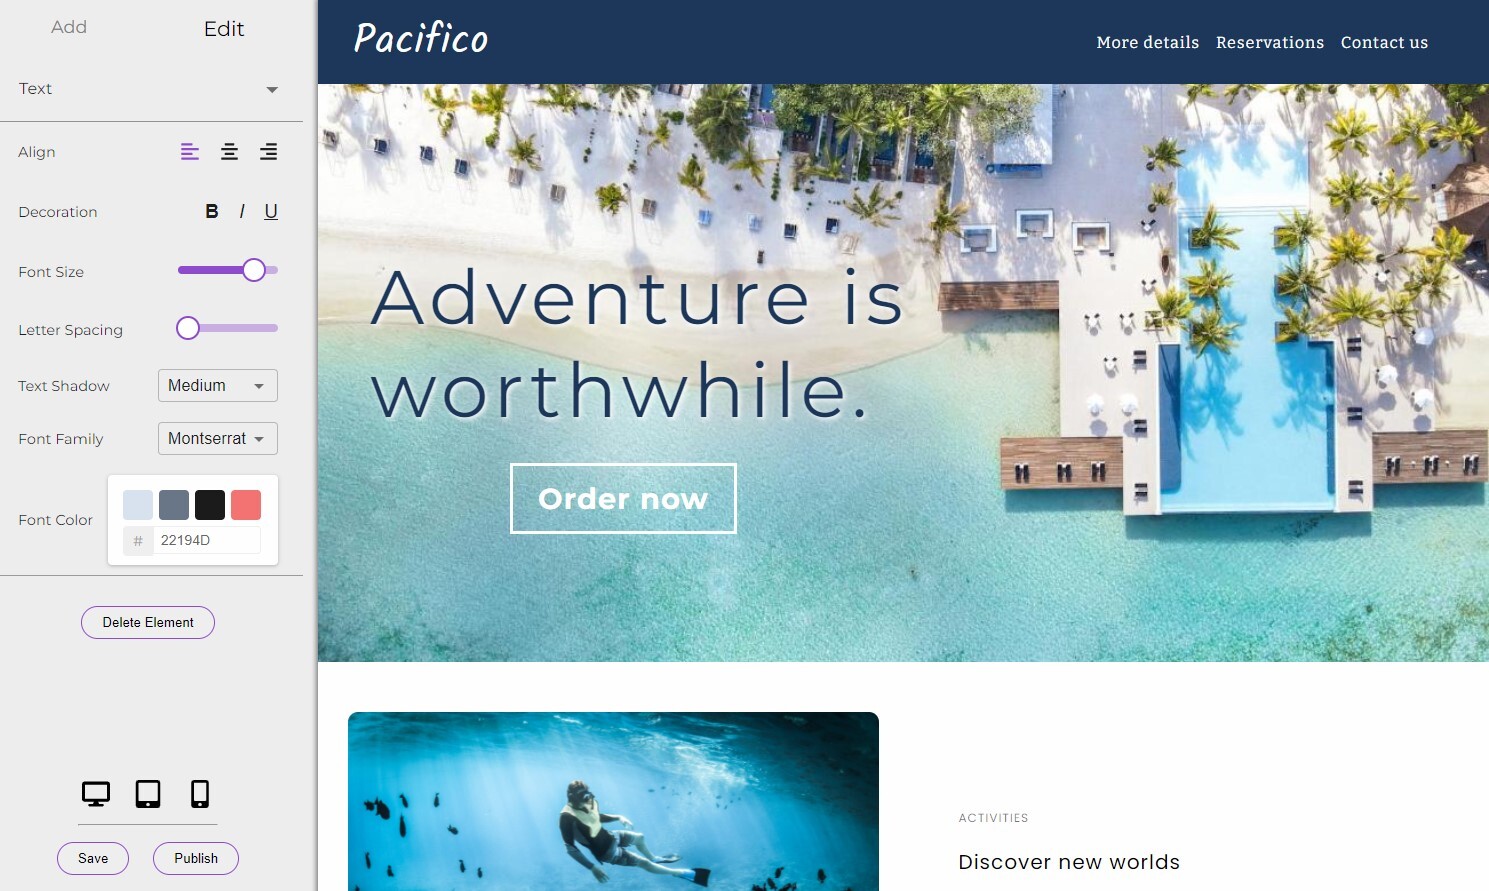 Add
Edit
Text
Align
Decoration
B I U
Font Size
Letter Spacing
Text Shadow
Medium
Font Family
Montserrat
Font Color
# 22194D
Delete Element
Save
Publish
Pacifico
More details Reservations Contact us
Adventure is
worthwhile.
Order now
ACTIVITIES
Discover new worlds